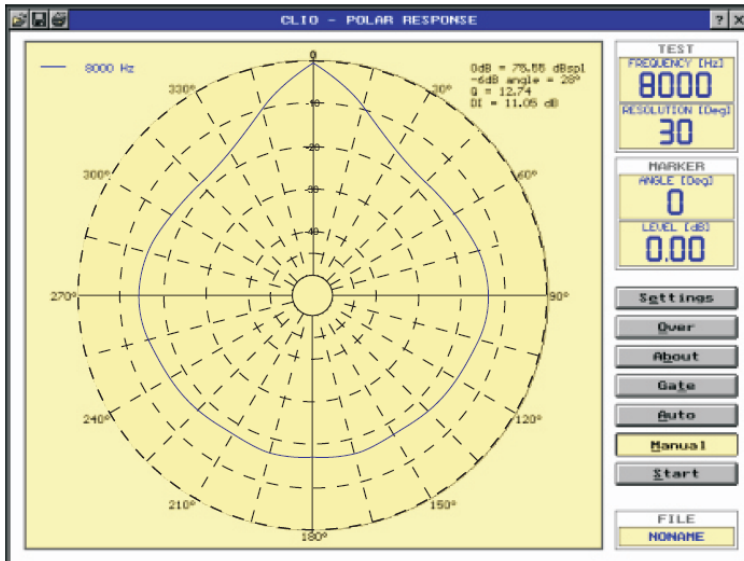 CLIO - POLAR RESPONSE
? X
8000 Hz
0dB = 75.55 dBspl
-6dB angle = 28°
Q = 12.74
DI = 11.05 dB
0
330°
30°
-10
300°
-20
60°
-30
-40
270°
90°
240°
120°
210°
150°
180°
TEST
FREQUENCY [Hz]
8000
RESOLUTION [Deg]
30
MARKER
ANGLE [Deg]
0
LEVEL [dB]
0.00
Settings
Over
About
Gate
Auto
Manual
Start
FILE
NONAME